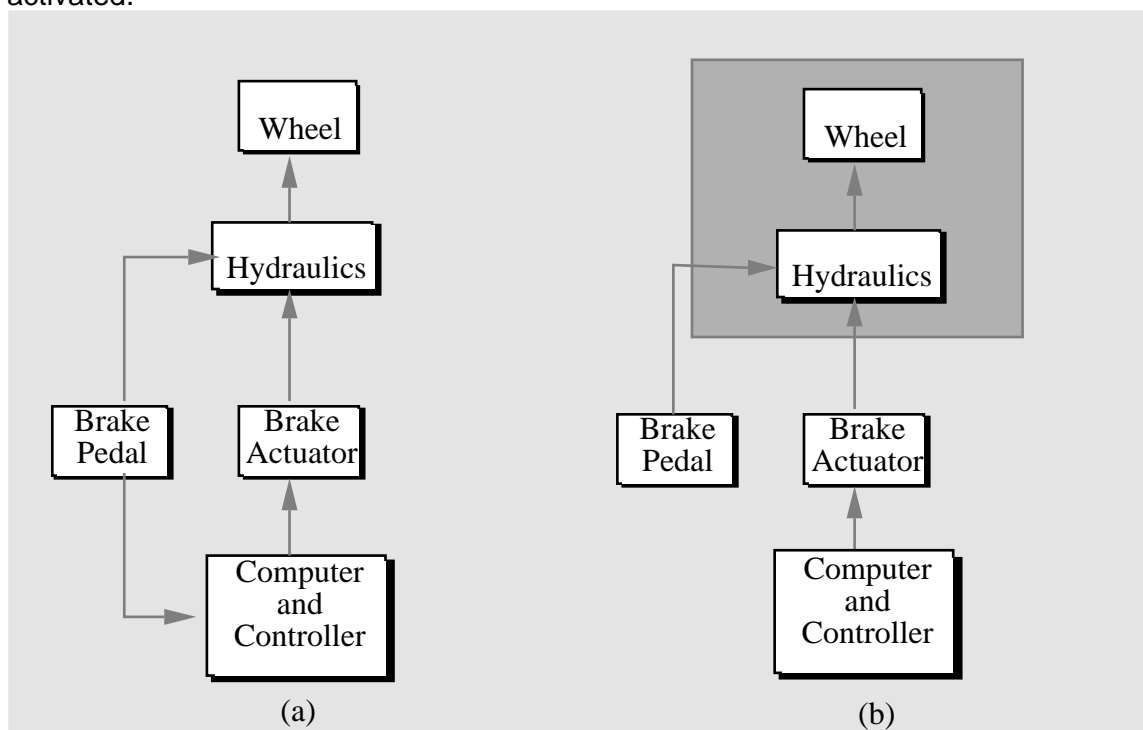 activated.
Wheel
Hydraulics
Brake
Pedal
Brake
Actuator
Computer
and
Controller
(a)
Wheel
Hydraulics
Brake
Pedal
Brake
Actuator
Computer
and
Controller
(b)